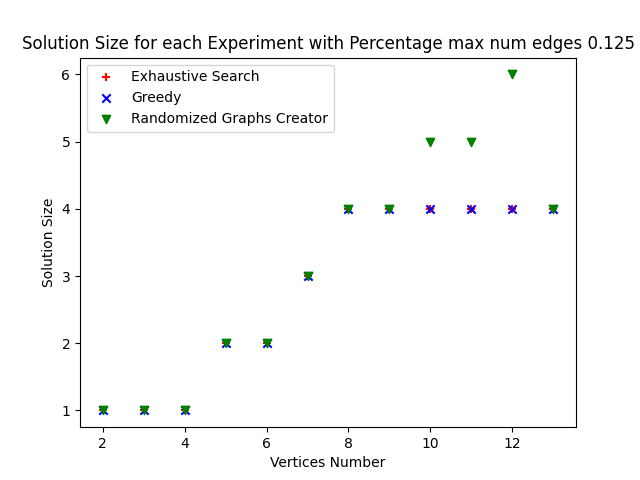 Solution Size for each Experiment with Percentage max num edges 0.125
Exhaustive Search
Greedy
Randomized Graphs Creator
6
5
4
3
2
1
Solution Size
2 4 6 8 10 12
Vertices Number